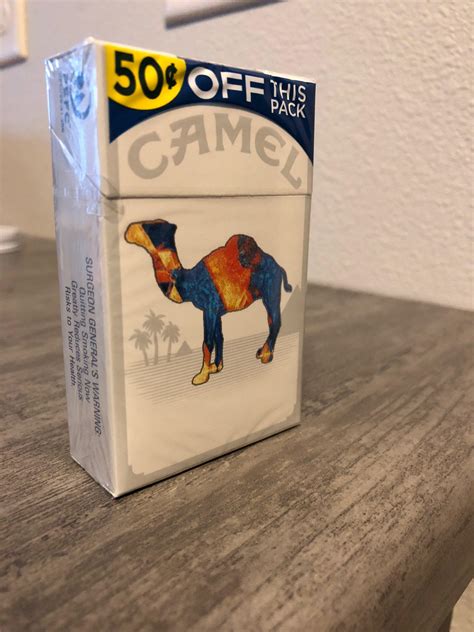 50¢ OFF THIS
PACK
CAMEL
SURGEON GENERAL'S WARNING
Quitting Smoking Now
Greatly Reduces Serious
Risks to Your Health